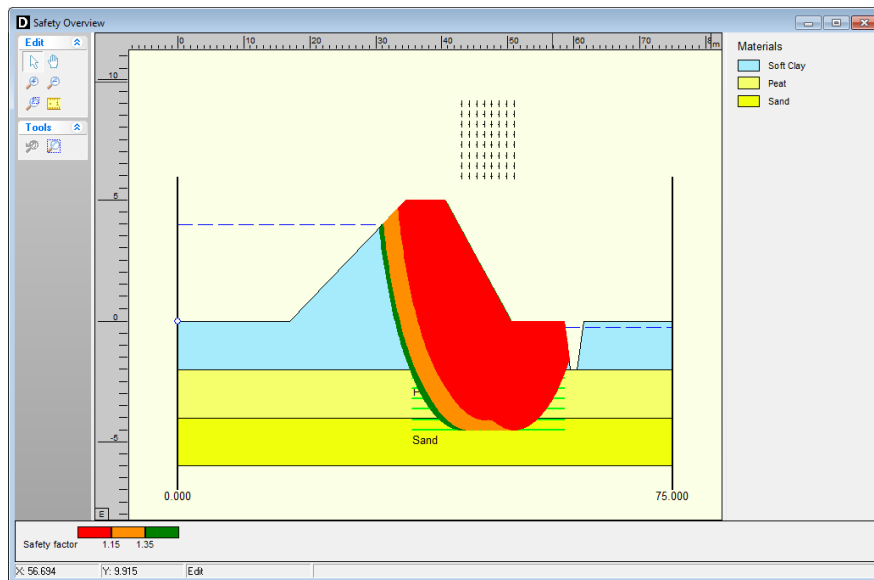 D Safety Overview
Edit
Tools
0 10 20 30 40 50 60 70 m
10
5
0
-5
E
Sand
0.000 75.000
Materials
Soft Clay
Peat
Sand
Safety factor 1.15 1.35
X: 56.694 Y: 9.915 Edit